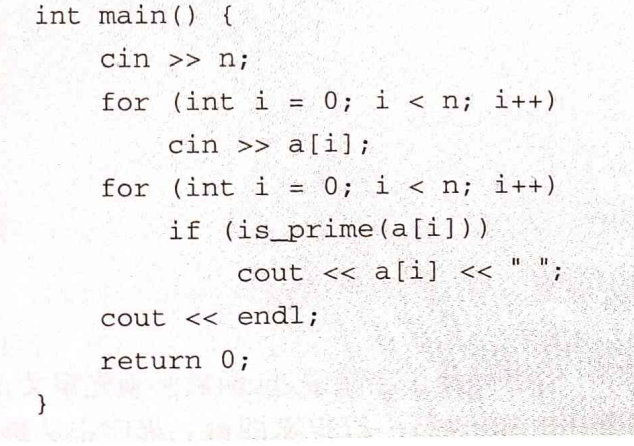 int main() {
    cin >> n;
    for (int i = 0; i < n; i++)
        cin >> a[i];
    for (int i = 0; i < n; i++)
        if (is_prime(a[i]))
            cout << a[i] << " ";
    cout << endl;
    return 0;
}